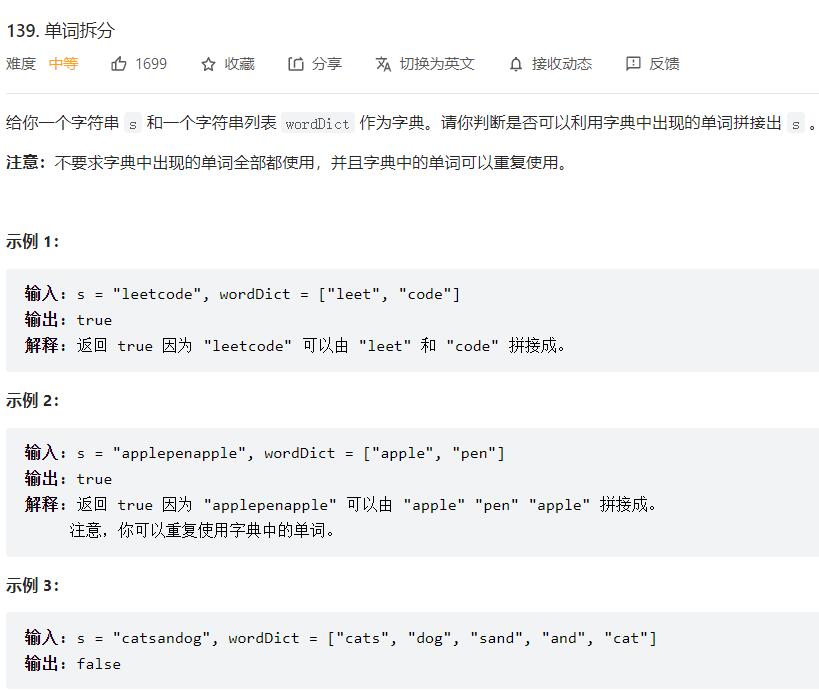 139. 单词拆分
难度 中等 1699 收藏 分享 切换为英文 接收动态 反馈
给你一个字符串 s 和一个字符串列表 wordDict 作为字典。请你判断是否可以利用字典中出现的单词拼接出 s 。
注意：不要求字典中出现的单词全部都使用，并且字典中的单词可以重复使用。
示例 1：
输入: s = "leetcode", wordDict = ["leet", "code"]
输出: true
解释: 返回 true 因为 "leetcode" 可以由 "leet" 和 "code" 拼接成。
示例 2：
输入: s = "applepenapple", wordDict = ["apple", "pen"]
输出: true
解释: 返回 true 因为 "applepenapple" 可以由 "apple" "pen" "apple" 拼接成。
注意，你可以重复使用字典中的单词。
示例 3：
输入: s = "catsandog", wordDict = ["cats", "dog", "sand", "and", "cat"]
输出: false